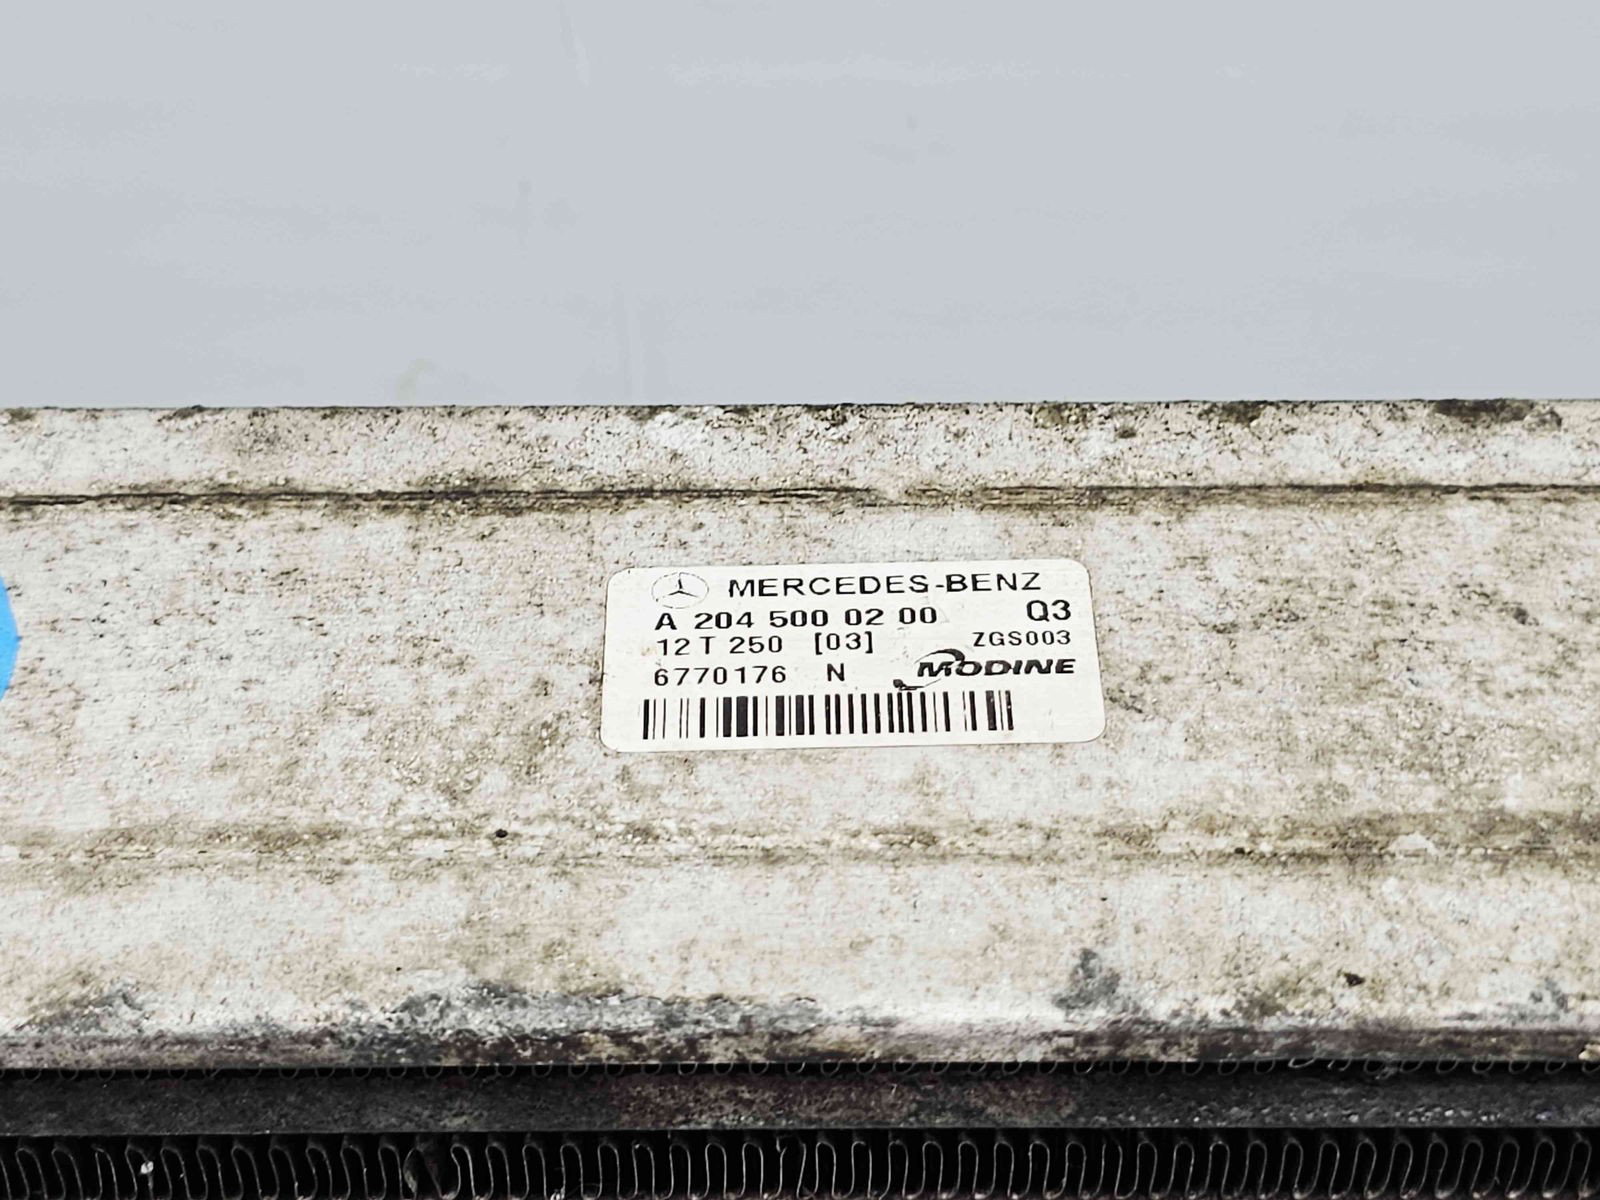 MERCEDES-BENZ
A 204 500 02 00 Q3
12 T 250 [03] ZGS003
6770176 N MODINE